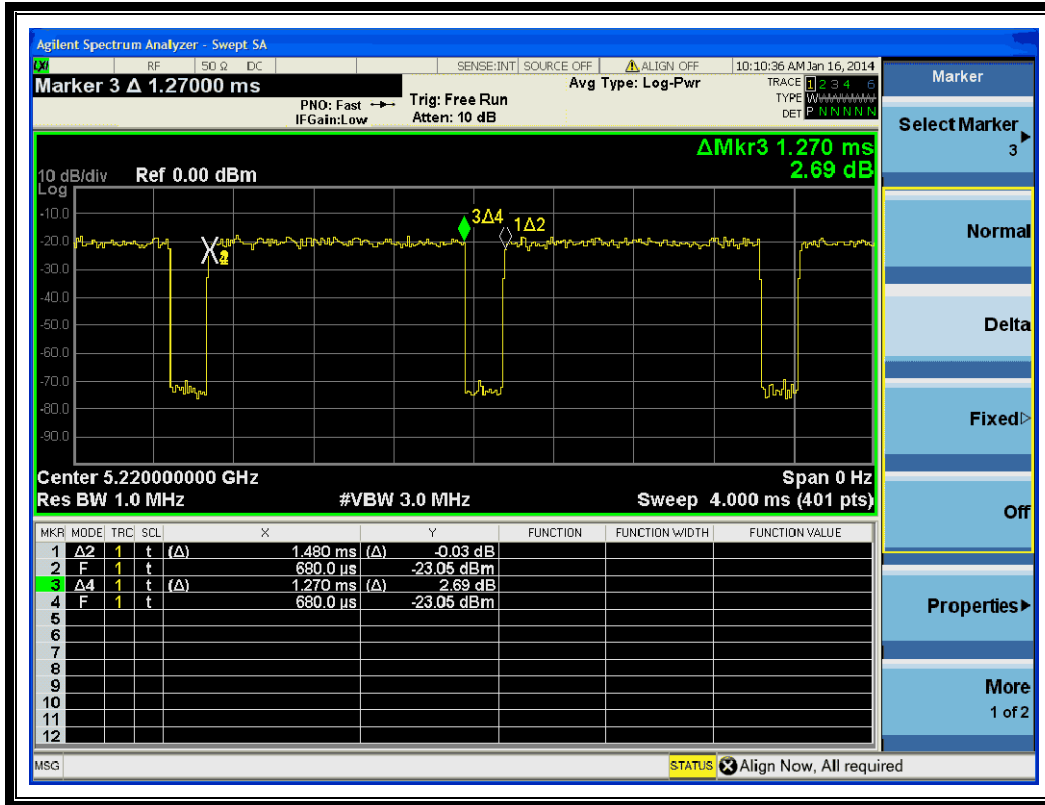 Agilent Spectrum Analyzer - Swept SA
LXI RF 50 Ω DC SENSE:INT SOURCE OFF ⚠ALIGN OFF 10:10:36 AM Jan 16, 2014
Marker 3 Δ 1.27000 ms
PNO: Fast
IFGain:Low
Trig: Free Run
Atten: 10 dB
Avg Type: Log-Pwr
TRACE 1 2 3 4 6
TYPE W
DET P N N N N N
ΔMkr3 1.270 ms
2.69 dB
10 dB/div Ref 0.00 dBm
Log
-10.0
-20.0
-30.0
-40.0
-50.0
-60.0
-70.0
-80.0
-90.0
3Δ4
1Δ2
Center 5.220000000 GHz Span 0 Hz
Res BW 1.0 MHz #VBW 3.0 MHz Sweep 4.000 ms (401 pts)
MKR MODE TRC SCL X Y FUNCTION FUNCTION WIDTH FUNCTION VALUE
1 Δ2 1 t (Δ) 1.480 ms (Δ) -0.03 dB
2 F 1 t 680.0 µs -23.05 dBm
3 Δ4 1 t (Δ) 1.270 ms (Δ) 2.69 dB
4 F 1 t 680.0 µs -23.05 dBm
5
6
7
8
9
10
11
12
MSG STATUS Align Now, All required
Marker
Select Marker
3
Normal
Delta
Fixed
Off
Properties
More
1 of 2